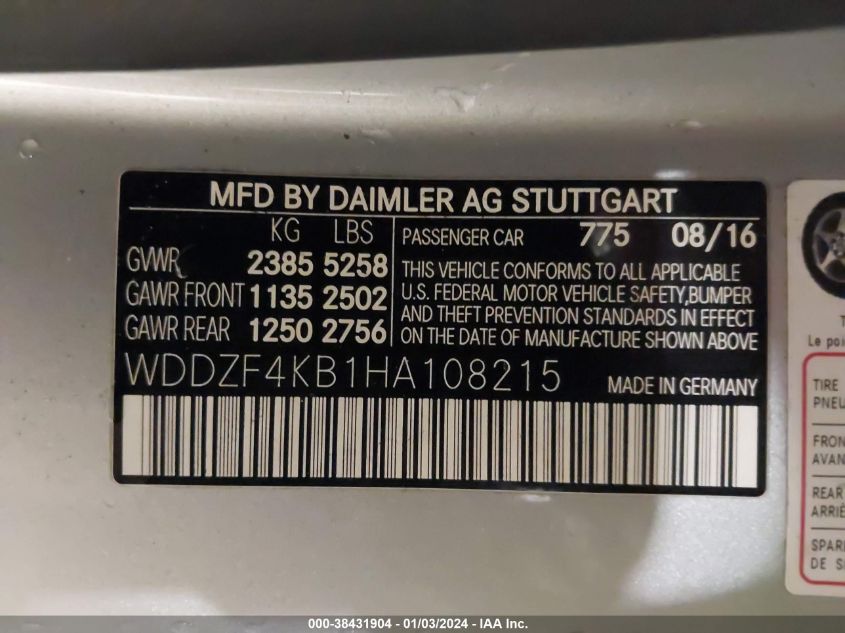 MFD BY DAIMLER AG STUTTGART
KG LBS
GVWR 2385 5258
GAWR FRONT 1135 2502
GAWR REAR 1250 2756
PASSENGER CAR 775 08/16
THIS VEHICLE CONFORMS TO ALL APPLICABLE
U.S. FEDERAL MOTOR VEHICLE SAFETY,BUMPER
AND THEFT PREVENTION STANDARDS IN EFFECT
ON THE DATE OF MANUFACTURE SHOWN ABOVE
WDDZF4KB1HA108215 MADE IN GERMANY
T
Le poi
TIRE
PNEU
FRON
AVAN
REAR
ARRIÈ
SPAR
DE S
000-38431904 - 01/03/2024 - IAA Inc.